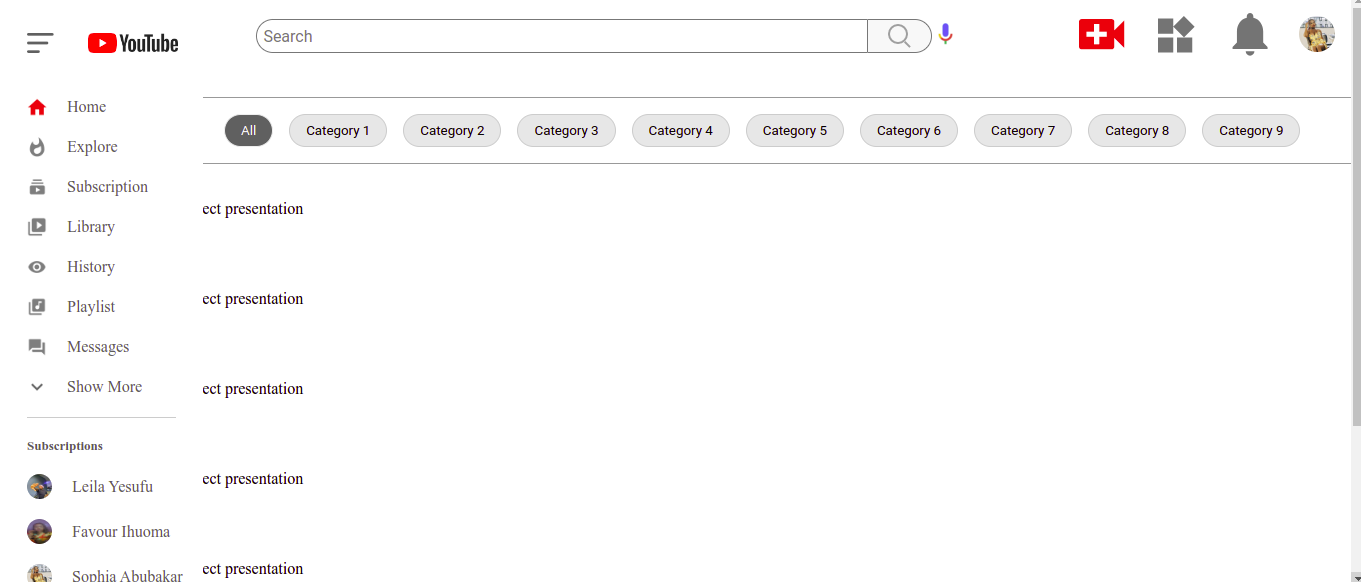 YouTube
Search
Home
Explore
Subscription
Library
History
Playlist
Messages
Show More
Subscriptions
Leila Yesufu
Favour Ihuoma
Sophia Abubakar
All Category 1 Category 2 Category 3 Category 4 Category 5 Category 6 Category 7 Category 8 Category 9
ect presentation
ect presentation
ect presentation
ect presentation
ect presentation